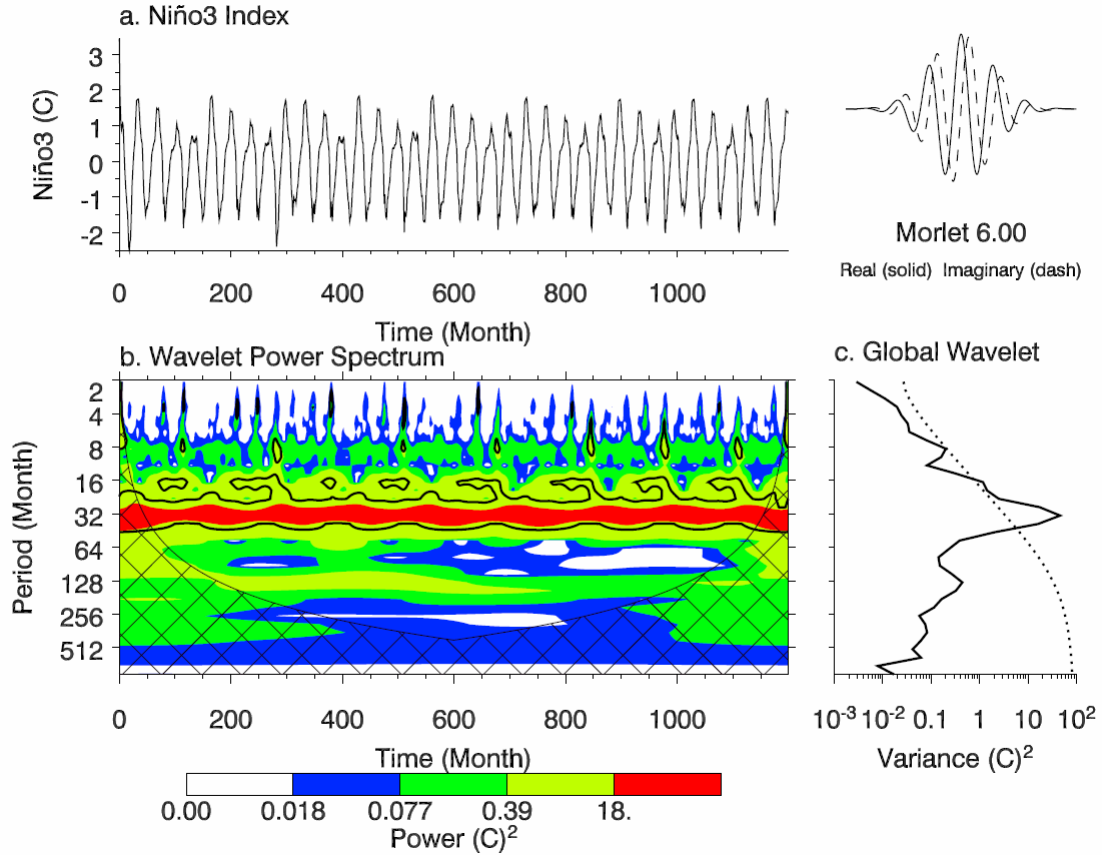 a. Niño3 Index
Niño3 (C)
3
2
1
0
-1
-2
0 200 400 600 800 1000
Time (Month)
Morlet 6.00
Real (solid) Imaginary (dash)
b. Wavelet Power Spectrum
Period (Month)
2
4
8
16
32
64
128
256
512
0 200 400 600 800 1000
Time (Month)
c. Global Wavelet
10⁻³ 10⁻² 0.1 1 10 10²
Variance (C)²
0.00 0.018 0.077 0.39 18.
Power (C)²